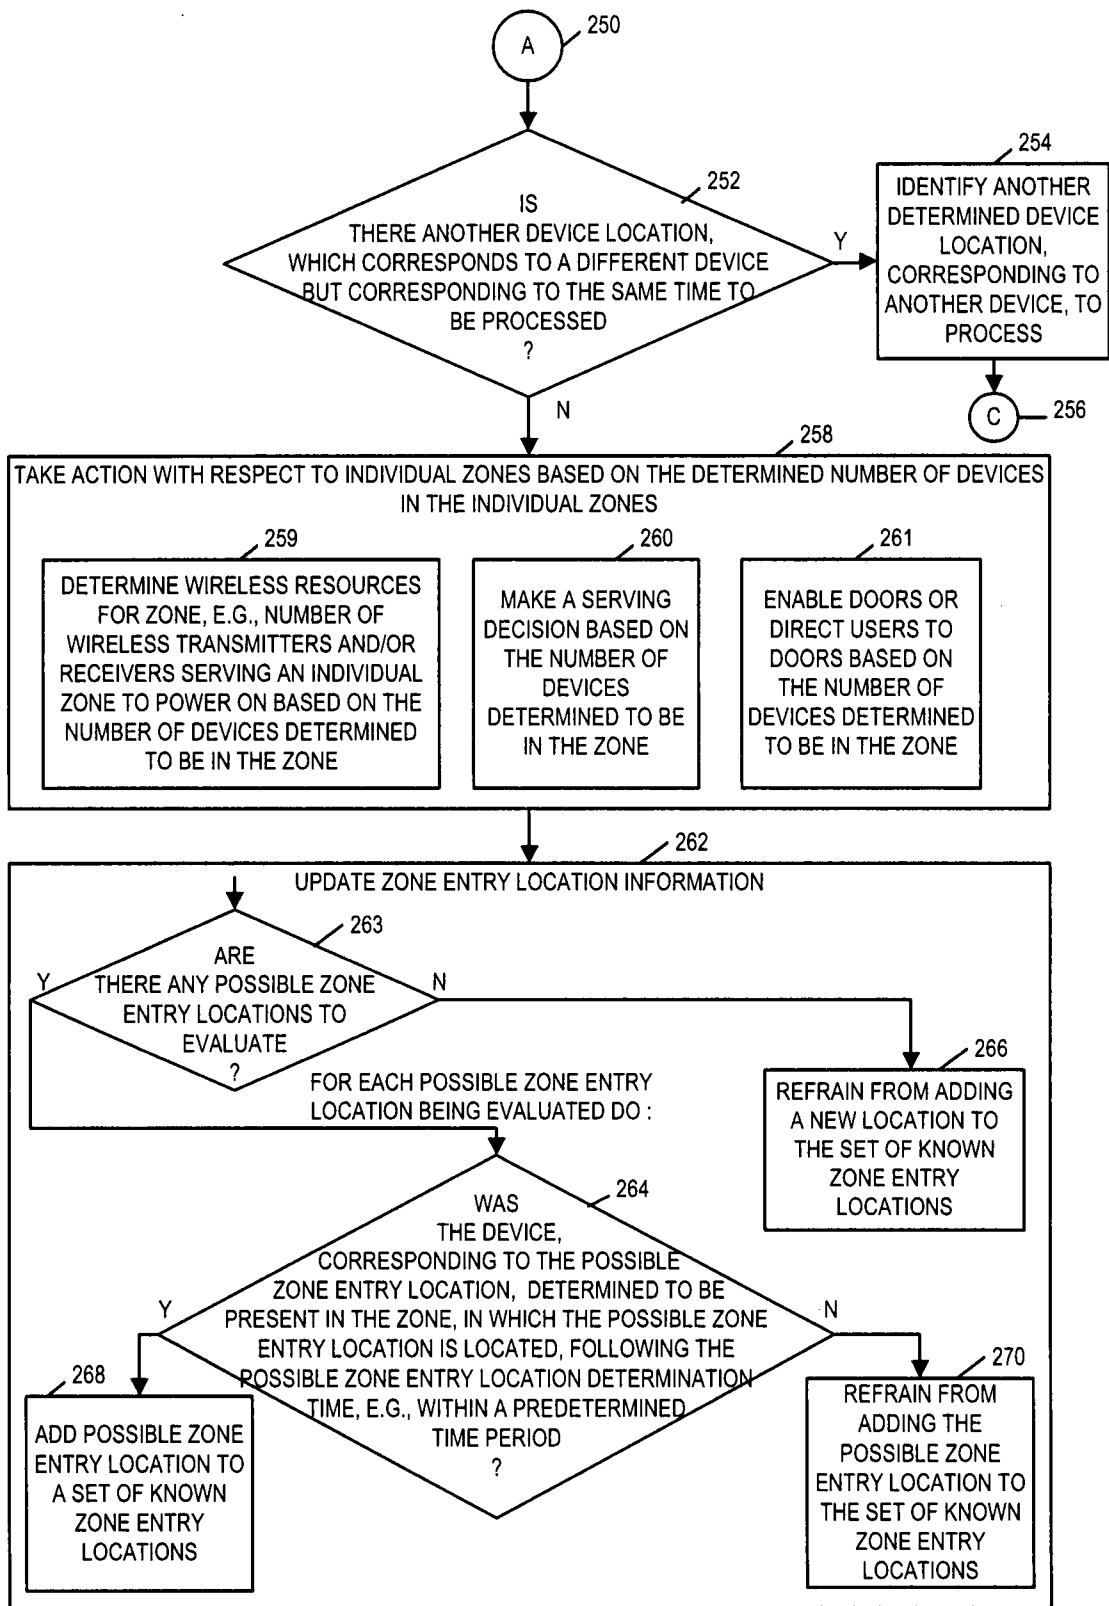 A
250
252
IS
THERE ANOTHER DEVICE LOCATION,
WHICH CORRESPONDS TO A DIFFERENT DEVICE
BUT CORRESPONDING TO THE SAME TIME TO
BE PROCESSED
?
Y
N
254
IDENTIFY ANOTHER
DETERMINED DEVICE
LOCATION,
CORRESPONDING TO
ANOTHER DEVICE, TO
PROCESS
C
256
258
TAKE ACTION WITH RESPECT TO INDIVIDUAL ZONES BASED ON THE DETERMINED NUMBER OF DEVICES
IN THE INDIVIDUAL ZONES
259
DETERMINE WIRELESS RESOURCES
FOR ZONE, E.G., NUMBER OF
WIRELESS TRANSMITTERS AND/OR
RECEIVERS SERVING AN INDIVIDUAL
ZONE TO POWER ON BASED ON THE
NUMBER OF DEVICES DETERMINED
TO BE IN THE ZONE
260
MAKE A SERVING
DECISION BASED ON
THE NUMBER OF
DEVICES
DETERMINED TO BE
IN THE ZONE
261
ENABLE DOORS OR
DIRECT USERS TO
DOORS BASED ON
THE NUMBER OF
DEVICES DETERMINED
TO BE IN THE ZONE
262
UPDATE ZONE ENTRY LOCATION INFORMATION
263
ARE
THERE ANY POSSIBLE ZONE
ENTRY LOCATIONS TO
EVALUATE
?
Y
N
266
REFRAIN FROM ADDING
A NEW LOCATION TO
THE SET OF KNOWN
ZONE ENTRY
LOCATIONS
FOR EACH POSSIBLE ZONE ENTRY
LOCATION BEING EVALUATED DO :
264
WAS
THE DEVICE,
CORRESPONDING TO THE POSSIBLE
ZONE ENTRY LOCATION, DETERMINED TO BE
PRESENT IN THE ZONE, IN WHICH THE POSSIBLE ZONE
ENTRY LOCATION IS LOCATED, FOLLOWING THE
POSSIBLE ZONE ENTRY LOCATION DETERMINATION
TIME, E.G., WITHIN A PREDETERMINED
TIME PERIOD
?
Y
N
268
ADD POSSIBLE ZONE
ENTRY LOCATION TO
A SET OF KNOWN
ZONE ENTRY
LOCATIONS
270
REFRAIN FROM
ADDING THE
POSSIBLE ZONE
ENTRY LOCATION TO
THE SET OF KNOWN
ZONE ENTRY
LOCATIONS